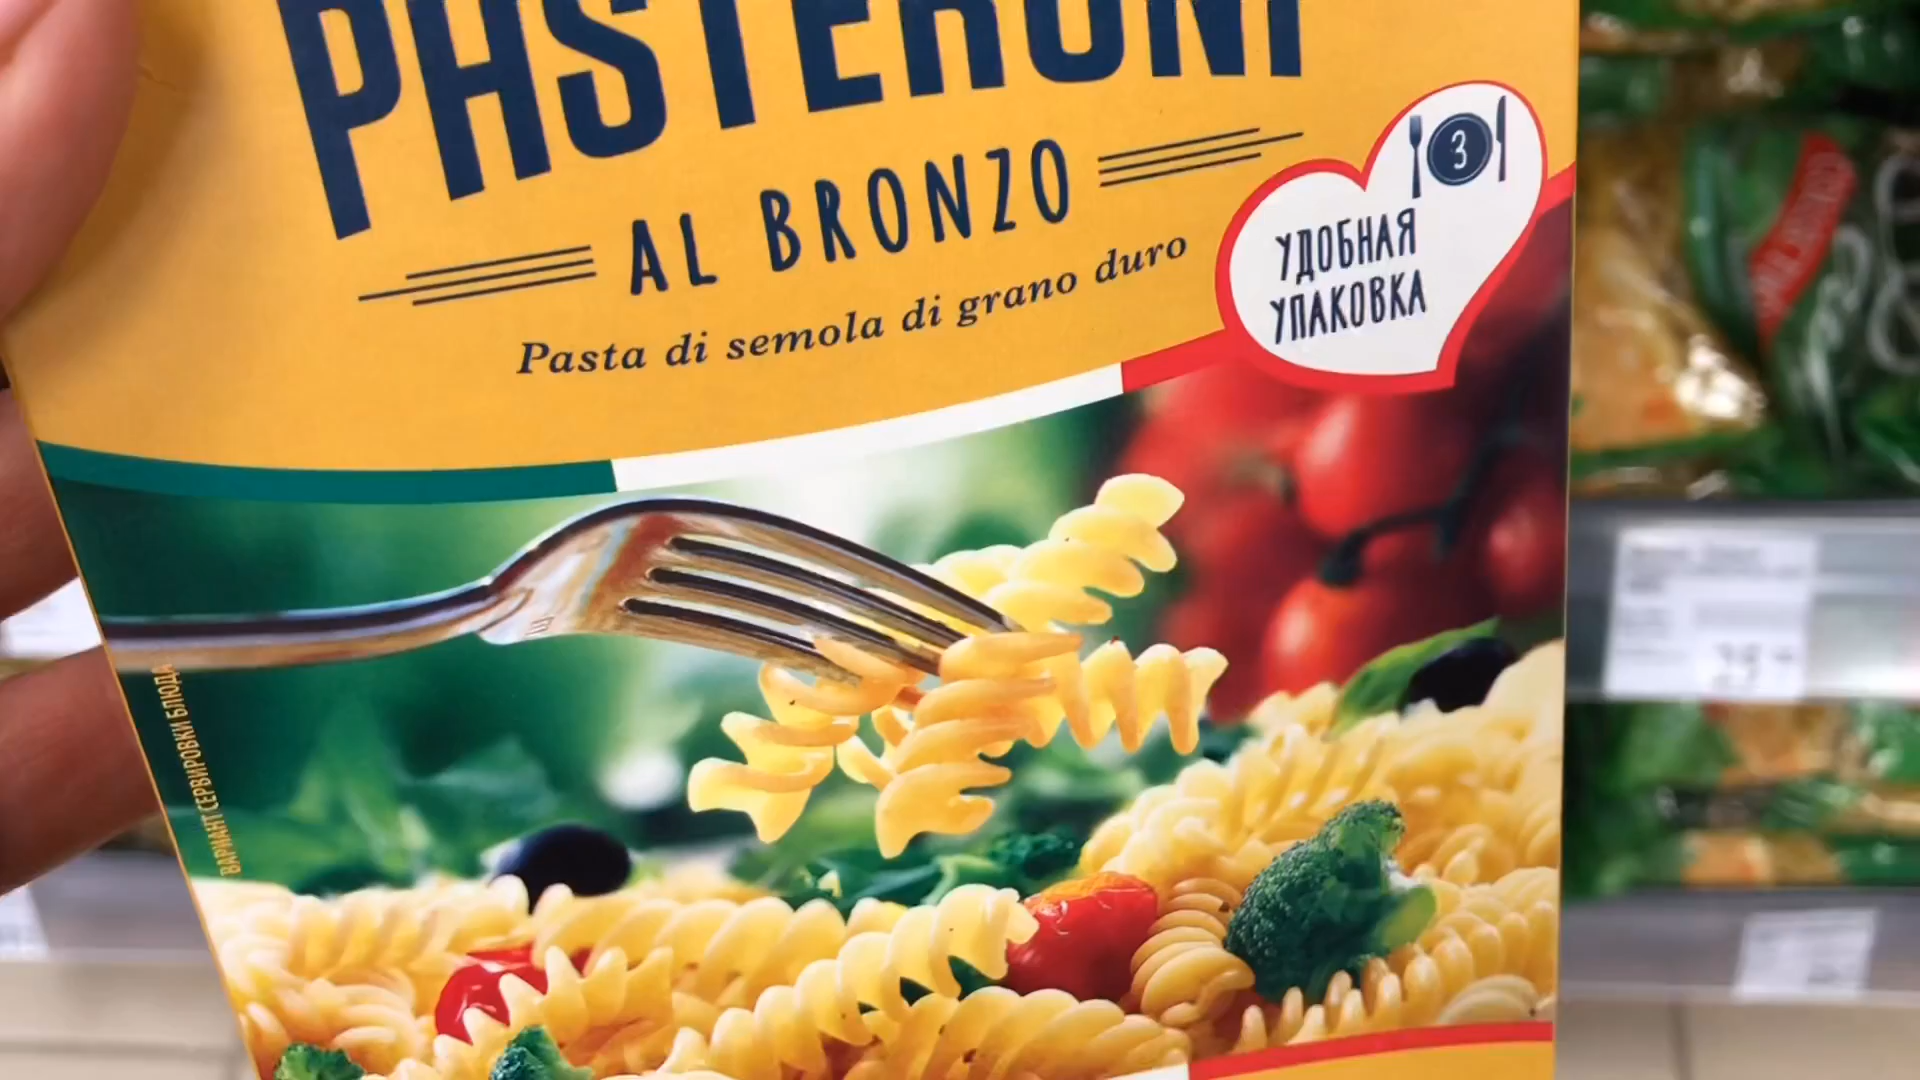 PASTERONI
AL BRONZO
Pasta di semola di grano duro
3
УДОБНАЯ
УПАКОВКА
ВАРИАНТ СЕРВИРОВКИ БЛЮДА